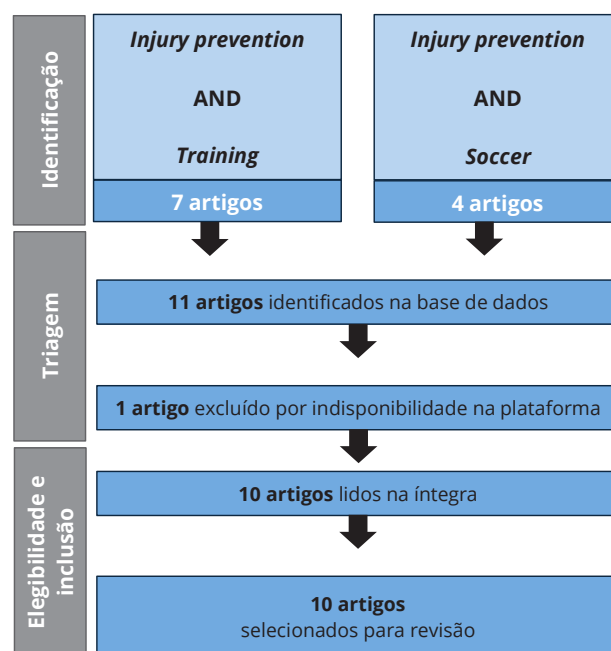 Identificação
Injury prevention
AND
Training
7 artigos
Injury prevention
AND
Soccer
4 artigos
Triagem
11 artigos identificados na base de dados
1 artigo excluído por indisponibilidade na plataforma
Elegibilidade e
inclusão
10 artigos lidos na íntegra
10 artigos
selecionados para revisão